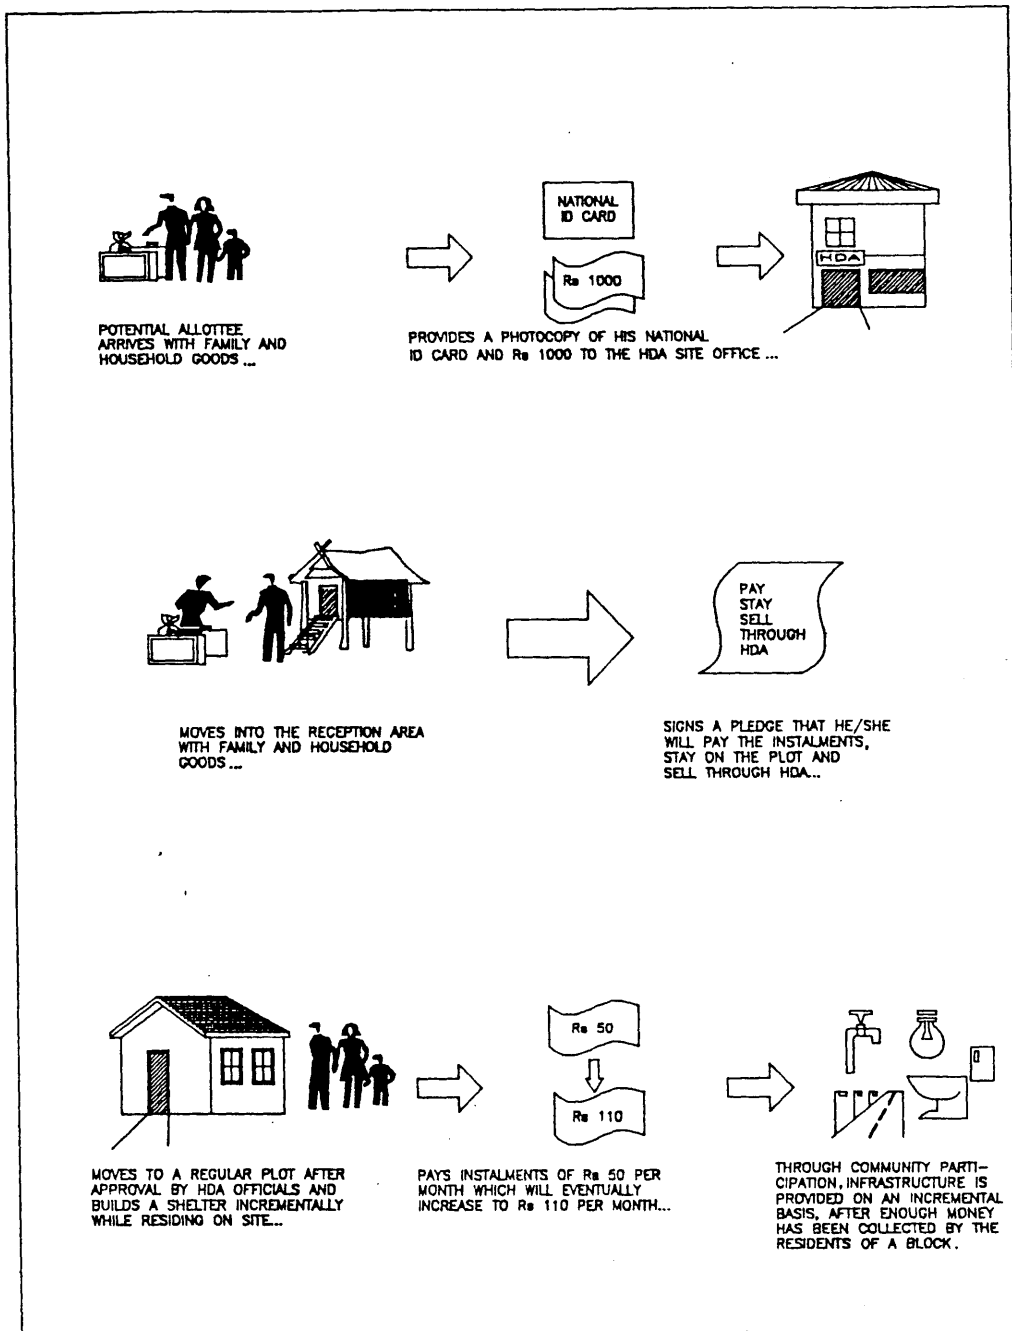 NATIONAL
ID CARD
Rs 1000
HDA
POTENTIAL ALLOTTEE
ARRIVES WITH FAMILY AND
HOUSEHOLD GOODS ...
PROVIDES A PHOTOCOPY OF HIS NATIONAL
ID CARD AND Rs 1000 TO THE HDA SITE OFFICE ...
PAY
STAY
SELL
THROUGH
HDA
MOVES INTO THE RECEPTION AREA
WITH FAMILY AND HOUSEHOLD
GOODS ...
SIGNS A PLEDGE THAT HE/SHE
WILL PAY THE INSTALMENTS,
STAY ON THE PLOT AND
SELL THROUGH HDA...
Rs 50
Rs 110
MOVES TO A REGULAR PLOT AFTER
APPROVAL BY HDA OFFICIALS AND
BUILDS A SHELTER INCREMENTALLY
WHILE RESIDING ON SITE...
PAYS INSTALMENTS OF Rs 50 PER
MONTH WHICH WILL EVENTUALLY
INCREASE TO Rs 110 PER MONTH...
THROUGH COMMUNITY PARTI-
CIPATION, INFRASTRUCTURE IS
PROVIDED ON AN INCREMENTAL
BASIS, AFTER ENOUGH MONEY
HAS BEEN COLLECTED BY THE
RESIDENTS OF A BLOCK.